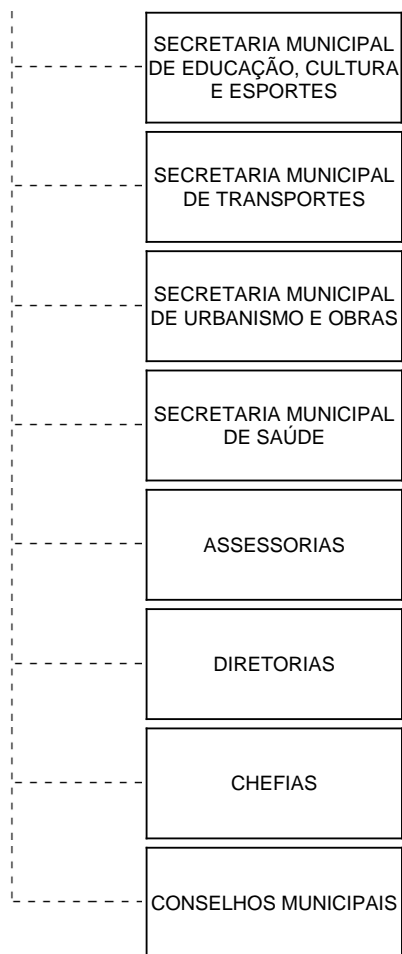 SECRETARIA MUNICIPAL
DE EDUCAÇÃO, CULTURA
E ESPORTES
SECRETARIA MUNICIPAL
DE TRANSPORTES
SECRETARIA MUNICIPAL
DE URBANISMO E OBRAS
SECRETARIA MUNICIPAL
DE SAÚDE
ASSESSORIAS
DIRETORIAS
CHEFIAS
CONSELHOS MUNICIPAIS